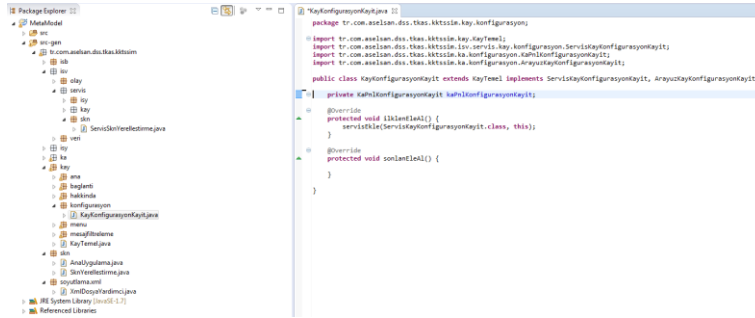 Package Explorer
MetaModel
src
src-gen
tr.com.aselsan.dss.tkas.kktssim
isb
isv
olay
servis
isy
kay
skn
ServisSknYerellestirme.java
veri
isy
ka
kay
ana
baglanti
hakkinda
konfigurasyon
KayKonfigurasyonKayit.java
menu
mesajfiltreleme
KayTemel.java
skn
AnaUygulama.java
SknYerellestirme.java
soyutlama.xml
XmlDosyaYardimci.java
JRE System Library [JavaSE-1.7]
Referenced Libraries
*KayKonfigurasyonKayit.java
package tr.com.aselsan.dss.tkas.kktssim.kay.konfigurasyon;
import tr.com.aselsan.dss.tkas.kktssim.kay.KayTemel;
import tr.com.aselsan.dss.tkas.kktssim.isv.servis.kay.konfigurasyon.ServisKayKonfigurasyonKayit;
import tr.com.aselsan.dss.tkas.kktssim.ka.konfigurasyon.KaPnlKonfigurasyonKayit;
import tr.com.aselsan.dss.tkas.kktssim.ka.konfigurasyon.ArayuzKayKonfigurasyonKayit;
public class KayKonfigurasyonKayit extends KayTemel implements ServisKayKonfigurasyonKayit, ArayuzKayKonfigurasyonKayit
private KaPnlKonfigurasyonKayit kaPnlKonfigurasyonKayit;
@Override
protected void ilklenEleAl() {
servisEkle(ServisKayKonfigurasyonKayit.class, this);
}
@Override
protected void sonlanEleAl() {
}
}